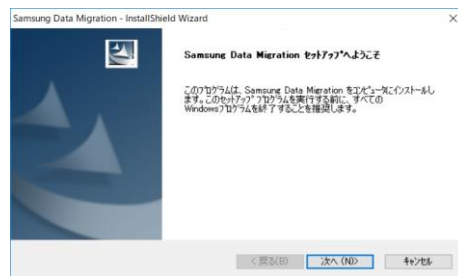 Samsung Data Migration - InstallShield Wizard
Samsung Data Migration セットアップへようこそ
このプログラムは、Samsung Data Migration をコンピュータにインストールし
ます。このセットアップ プログラムを実行する前に、すべての
Windowsプログラムを終了することを推奨します。
< 戻る(B)
次へ (N)>
キャンセル